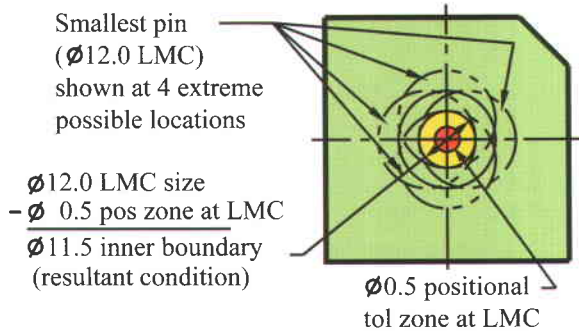 Smallest pin
(Ø12.0 LMC)
shown at 4 extreme
possible locations
Ø12.0 LMC size
- Ø 0.5 pos zone at LMC
Ø11.5 inner boundary
(resultant condition)
Ø0.5 positional
tol zone at LMC